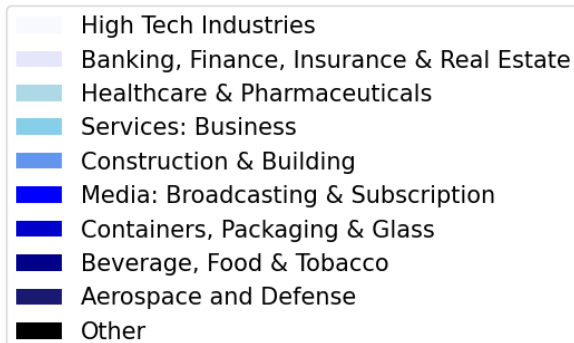 High Tech Industries
Banking, Finance, Insurance & Real Estate
Healthcare & Pharmaceuticals
Services: Business
Construction & Building
Media: Broadcasting & Subscription
Containers, Packaging & Glass
Beverage, Food & Tobacco
Aerospace and Defense
Other